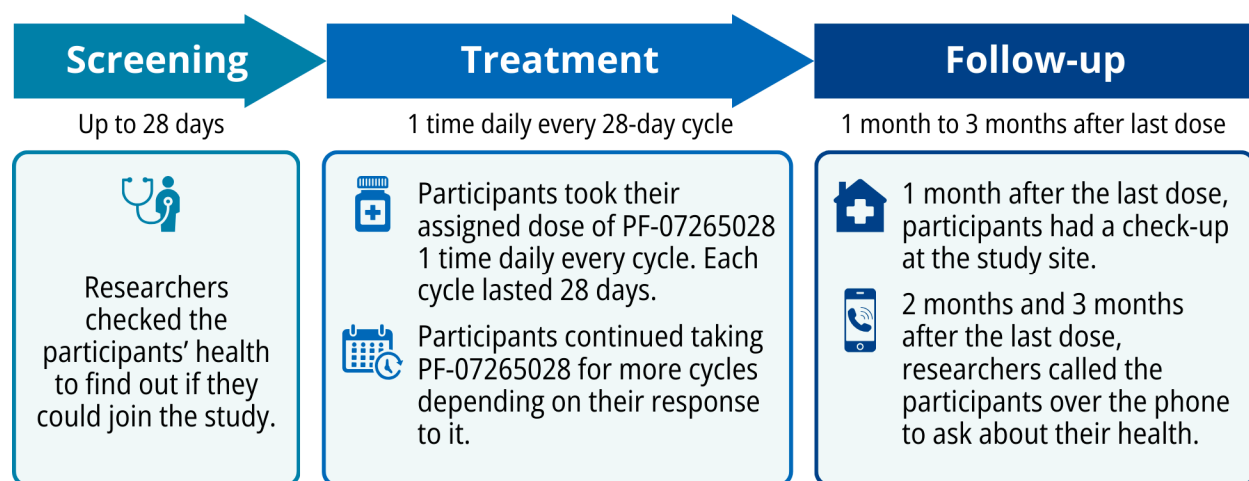 Screening
Up to 28 days
Researchers
checked the
participants’ health
to find out if they
could join the study.
Treatment
1 time daily every 28-day cycle
Participants took their
assigned dose of PF-07265028
1 time daily every cycle. Each
cycle lasted 28 days.
Participants continued taking
PF-07265028 for more cycles
depending on their response
to it.
Follow-up
1 month to 3 months after last dose
1 month after the last dose,
participants had a check-up
at the study site.
2 months and 3 months
after the last dose,
researchers called the
participants over the phone
to ask about their health.